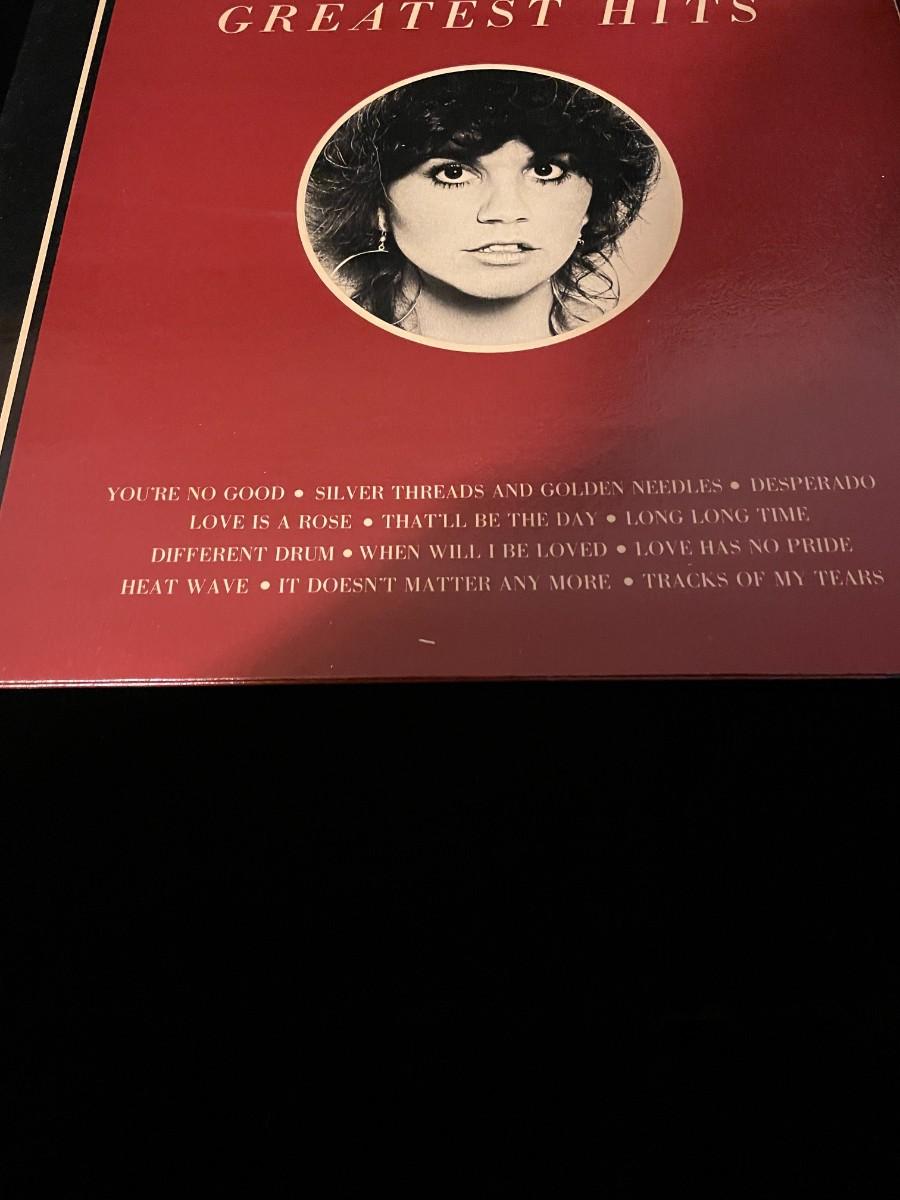 GREATEST HITS
YOU'RE NO GOOD • SILVER THREADS AND GOLDEN NEEDLES • DESPERADO
LOVE IS A ROSE • THAT'LL BE THE DAY • LONG LONG TIME
DIFFERENT DRUM • WHEN WILL I BE LOVED • LOVE HAS NO PRIDE
HEAT WAVE • IT DOESN'T MATTER ANY MORE • TRACKS OF MY TEARS